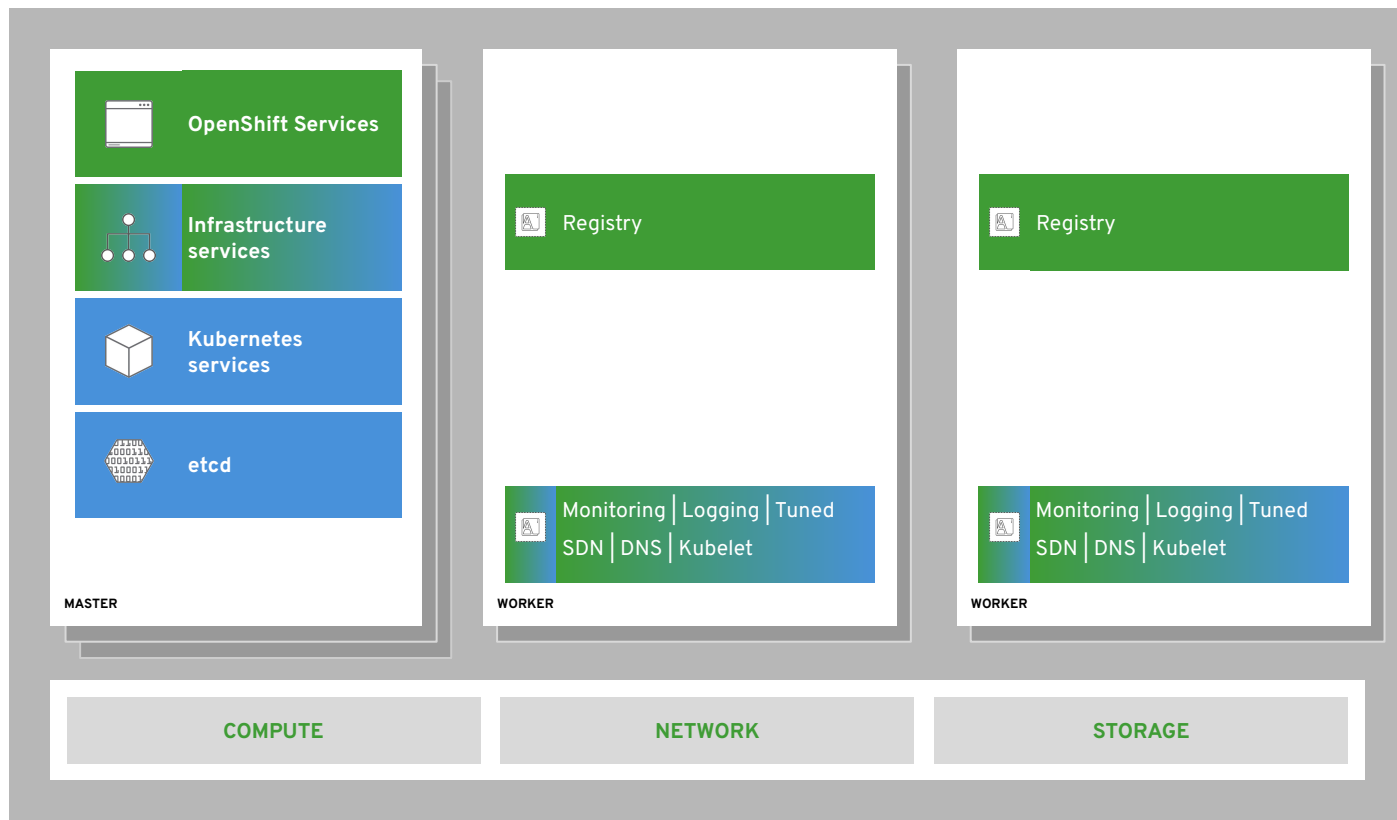 OpenShift Services
Infrastructure
services
Kubernetes
services
etcd
MASTER
Registry
Monitoring | Logging | Tuned
SDN | DNS | Kubelet
WORKER
Registry
Monitoring | Logging | Tuned
SDN | DNS | Kubelet
WORKER
COMPUTE
NETWORK
STORAGE